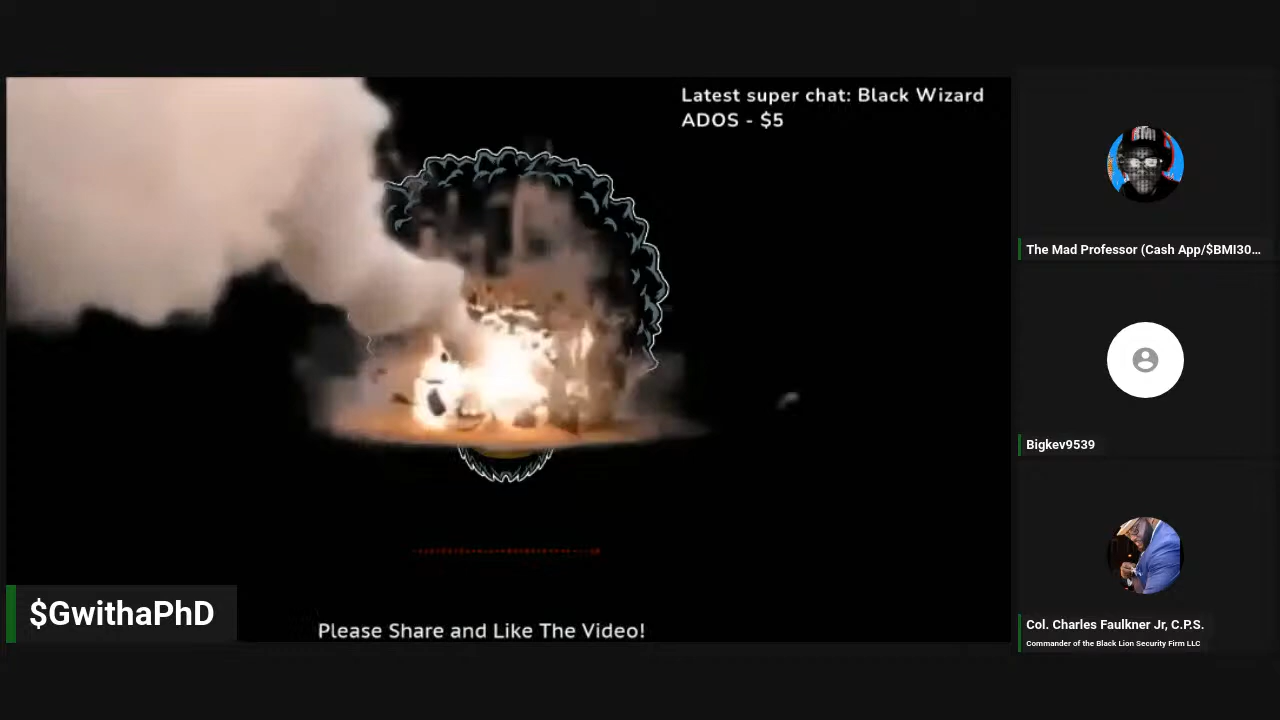 Latest super chat: Black Wizard
ADOS - $5
The Mad Professor (Cash App/$BMI30...
Bigkev9539
Col. Charles Faulkner Jr, C.P.S.
Commander of the Black Lion Security Firm LLC
$GwithaPhD
Please Share and Like The Video!